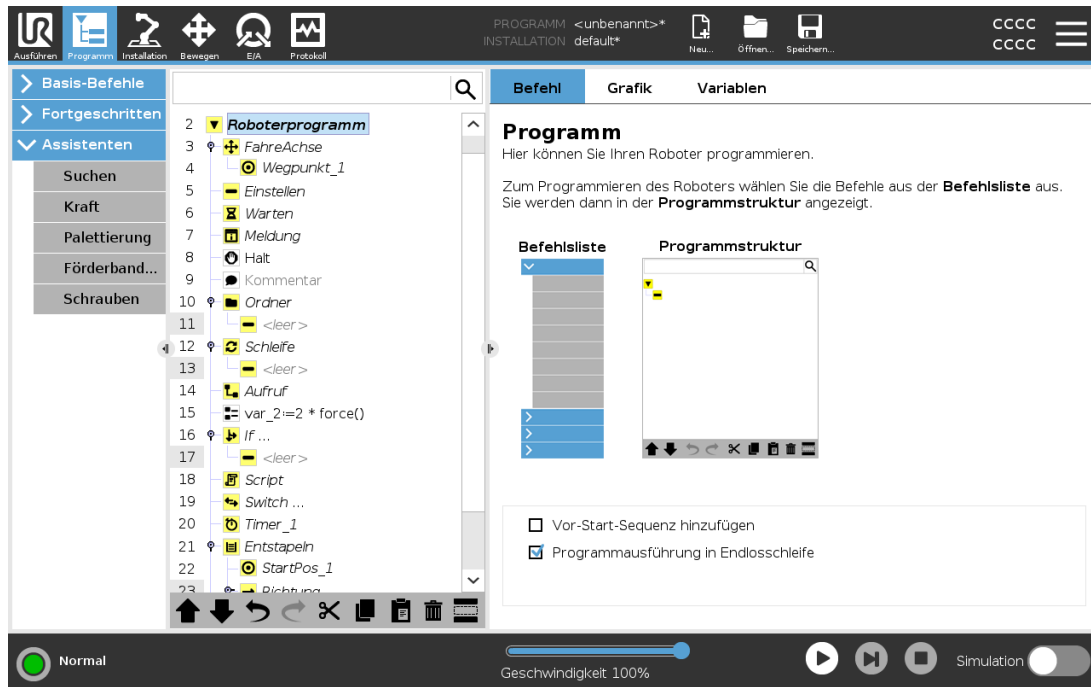 PROGRAMM <unbenannt>*
INSTALLATION default*
CCCC
CCCC
Ausführen Programm Installation Bewegen E/A Protokoll Neu... Öffnen... Speichern...
Basis-Befehle
Fortgeschritten
Assistenten
Suchen
Kraft
Palettierung
Förderband...
Schrauben
2 Roboterprogramm
3 FahreAchse
4 Wegpunkt_1
5 Einstellen
6 Warten
7 Meldung
8 Halt
9 Kommentar
10 Ordner
11 <leer>
12 Schleife
13 <leer>
14 Aufruf
15 var_2:=2 * force()
16 If ...
17 <leer>
18 Script
19 Switch ...
20 Timer_1
21 Entstapeln
22 StartPos_1
23 Richtung
Befehl Grafik Variablen
Programm
Hier können Sie Ihren Roboter programmieren.
Zum Programmieren des Roboters wählen Sie die Befehle aus der Befehlsliste aus.
Sie werden dann in der Programmstruktur angezeigt.
Befehlsliste Programmstruktur
Vor-Start-Sequenz hinzufügen
Programmausführung in Endlosschleife
Normal
Geschwindigkeit 100%
Simulation